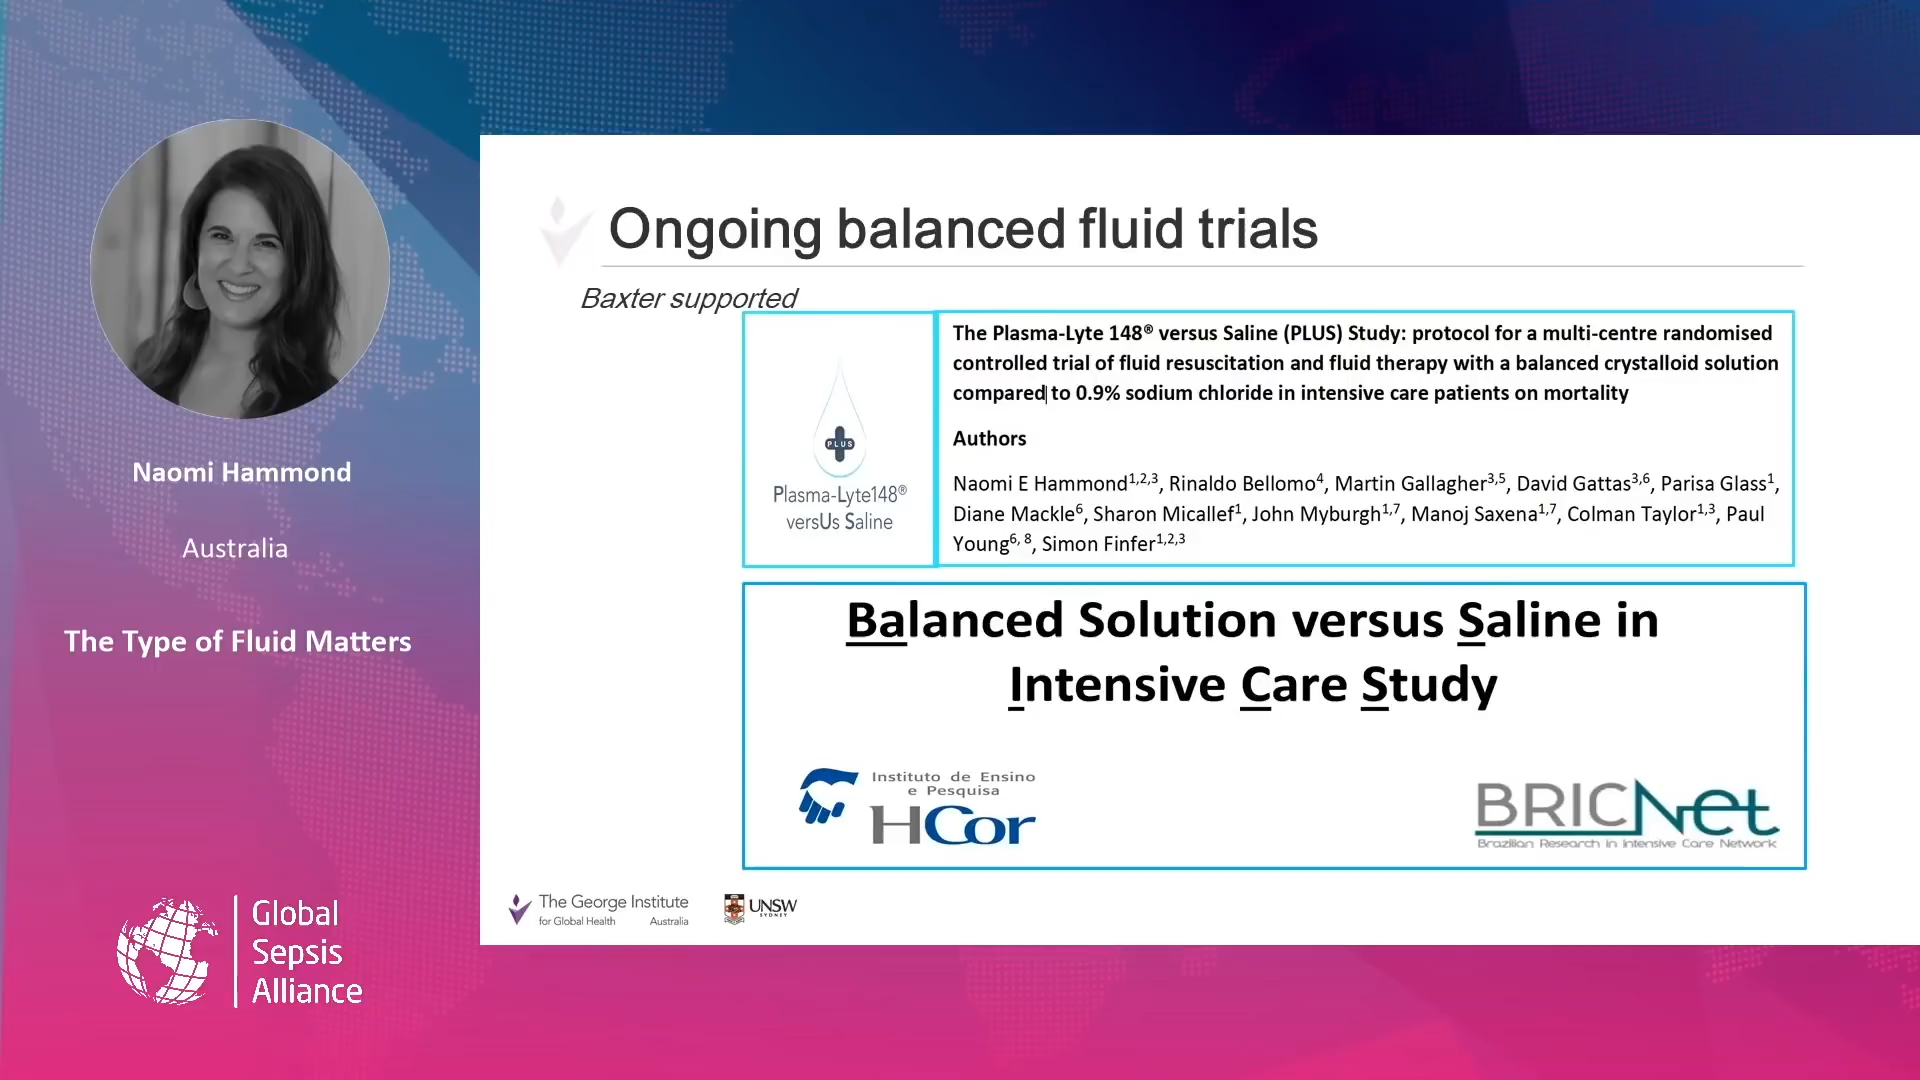 Naomi Hammond
Australia
The Type of Fluid Matters
Global
Sepsis
Alliance
Ongoing balanced fluid trials
Baxter supported
PLUS
Plasma-Lyte148®
versUs Saline
The Plasma-Lyte 148® versus Saline (PLUS) Study: protocol for a multi-centre randomised
controlled trial of fluid resuscitation and fluid therapy with a balanced crystalloid solution
compared to 0.9% sodium chloride in intensive care patients on mortality
Authors
Naomi E Hammond1,2,3, Rinaldo Bellomo4, Martin Gallagher3,5, David Gattas3,6, Parisa Glass1,
Diane Mackle6, Sharon Micallef1, John Myburgh1,7, Manoj Saxena1,7, Colman Taylor1,3, Paul
Young6, 8, Simon Finfer1,2,3
Balanced Solution versus Saline in
Intensive Care Study
Instituto de Ensino
e Pesquisa
HCor
BRICNet
Brazilian Research in Intensive Care Network
The George Institute
for Global Health Australia
UNSW
SYDNEY